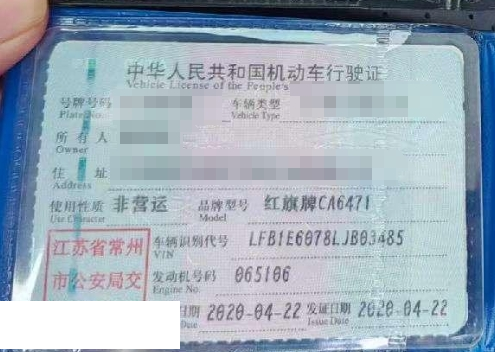 中华人民共和国机动车行驶证
Vehicle License of the People's
号牌号码 车辆类型
Plate No. Vehicle Type
所有人
Owner
住址
Address
使用性质 非营运 品牌型号 红旗牌CA6471
Use Character Model
江苏省常州 车辆识别代号 LFB1E6078LJB03485
VIN
市公安局交 发动机号码 065106
Engine No.
2020-04-22 发证日期 2020-04-22
Issue Date